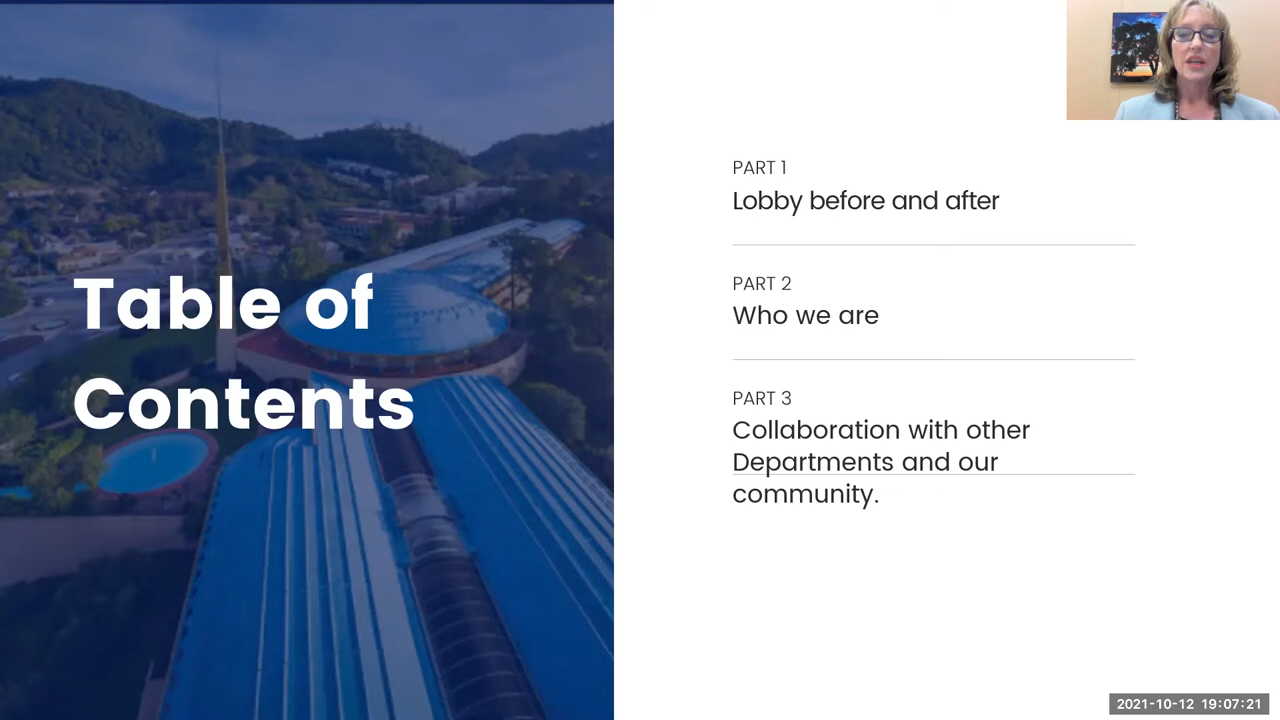 Table of
Contents
PART 1
Lobby before and after
PART 2
Who we are
PART 3
Collaboration with other
Departments and our
community.
2021-10-12 19:07:21